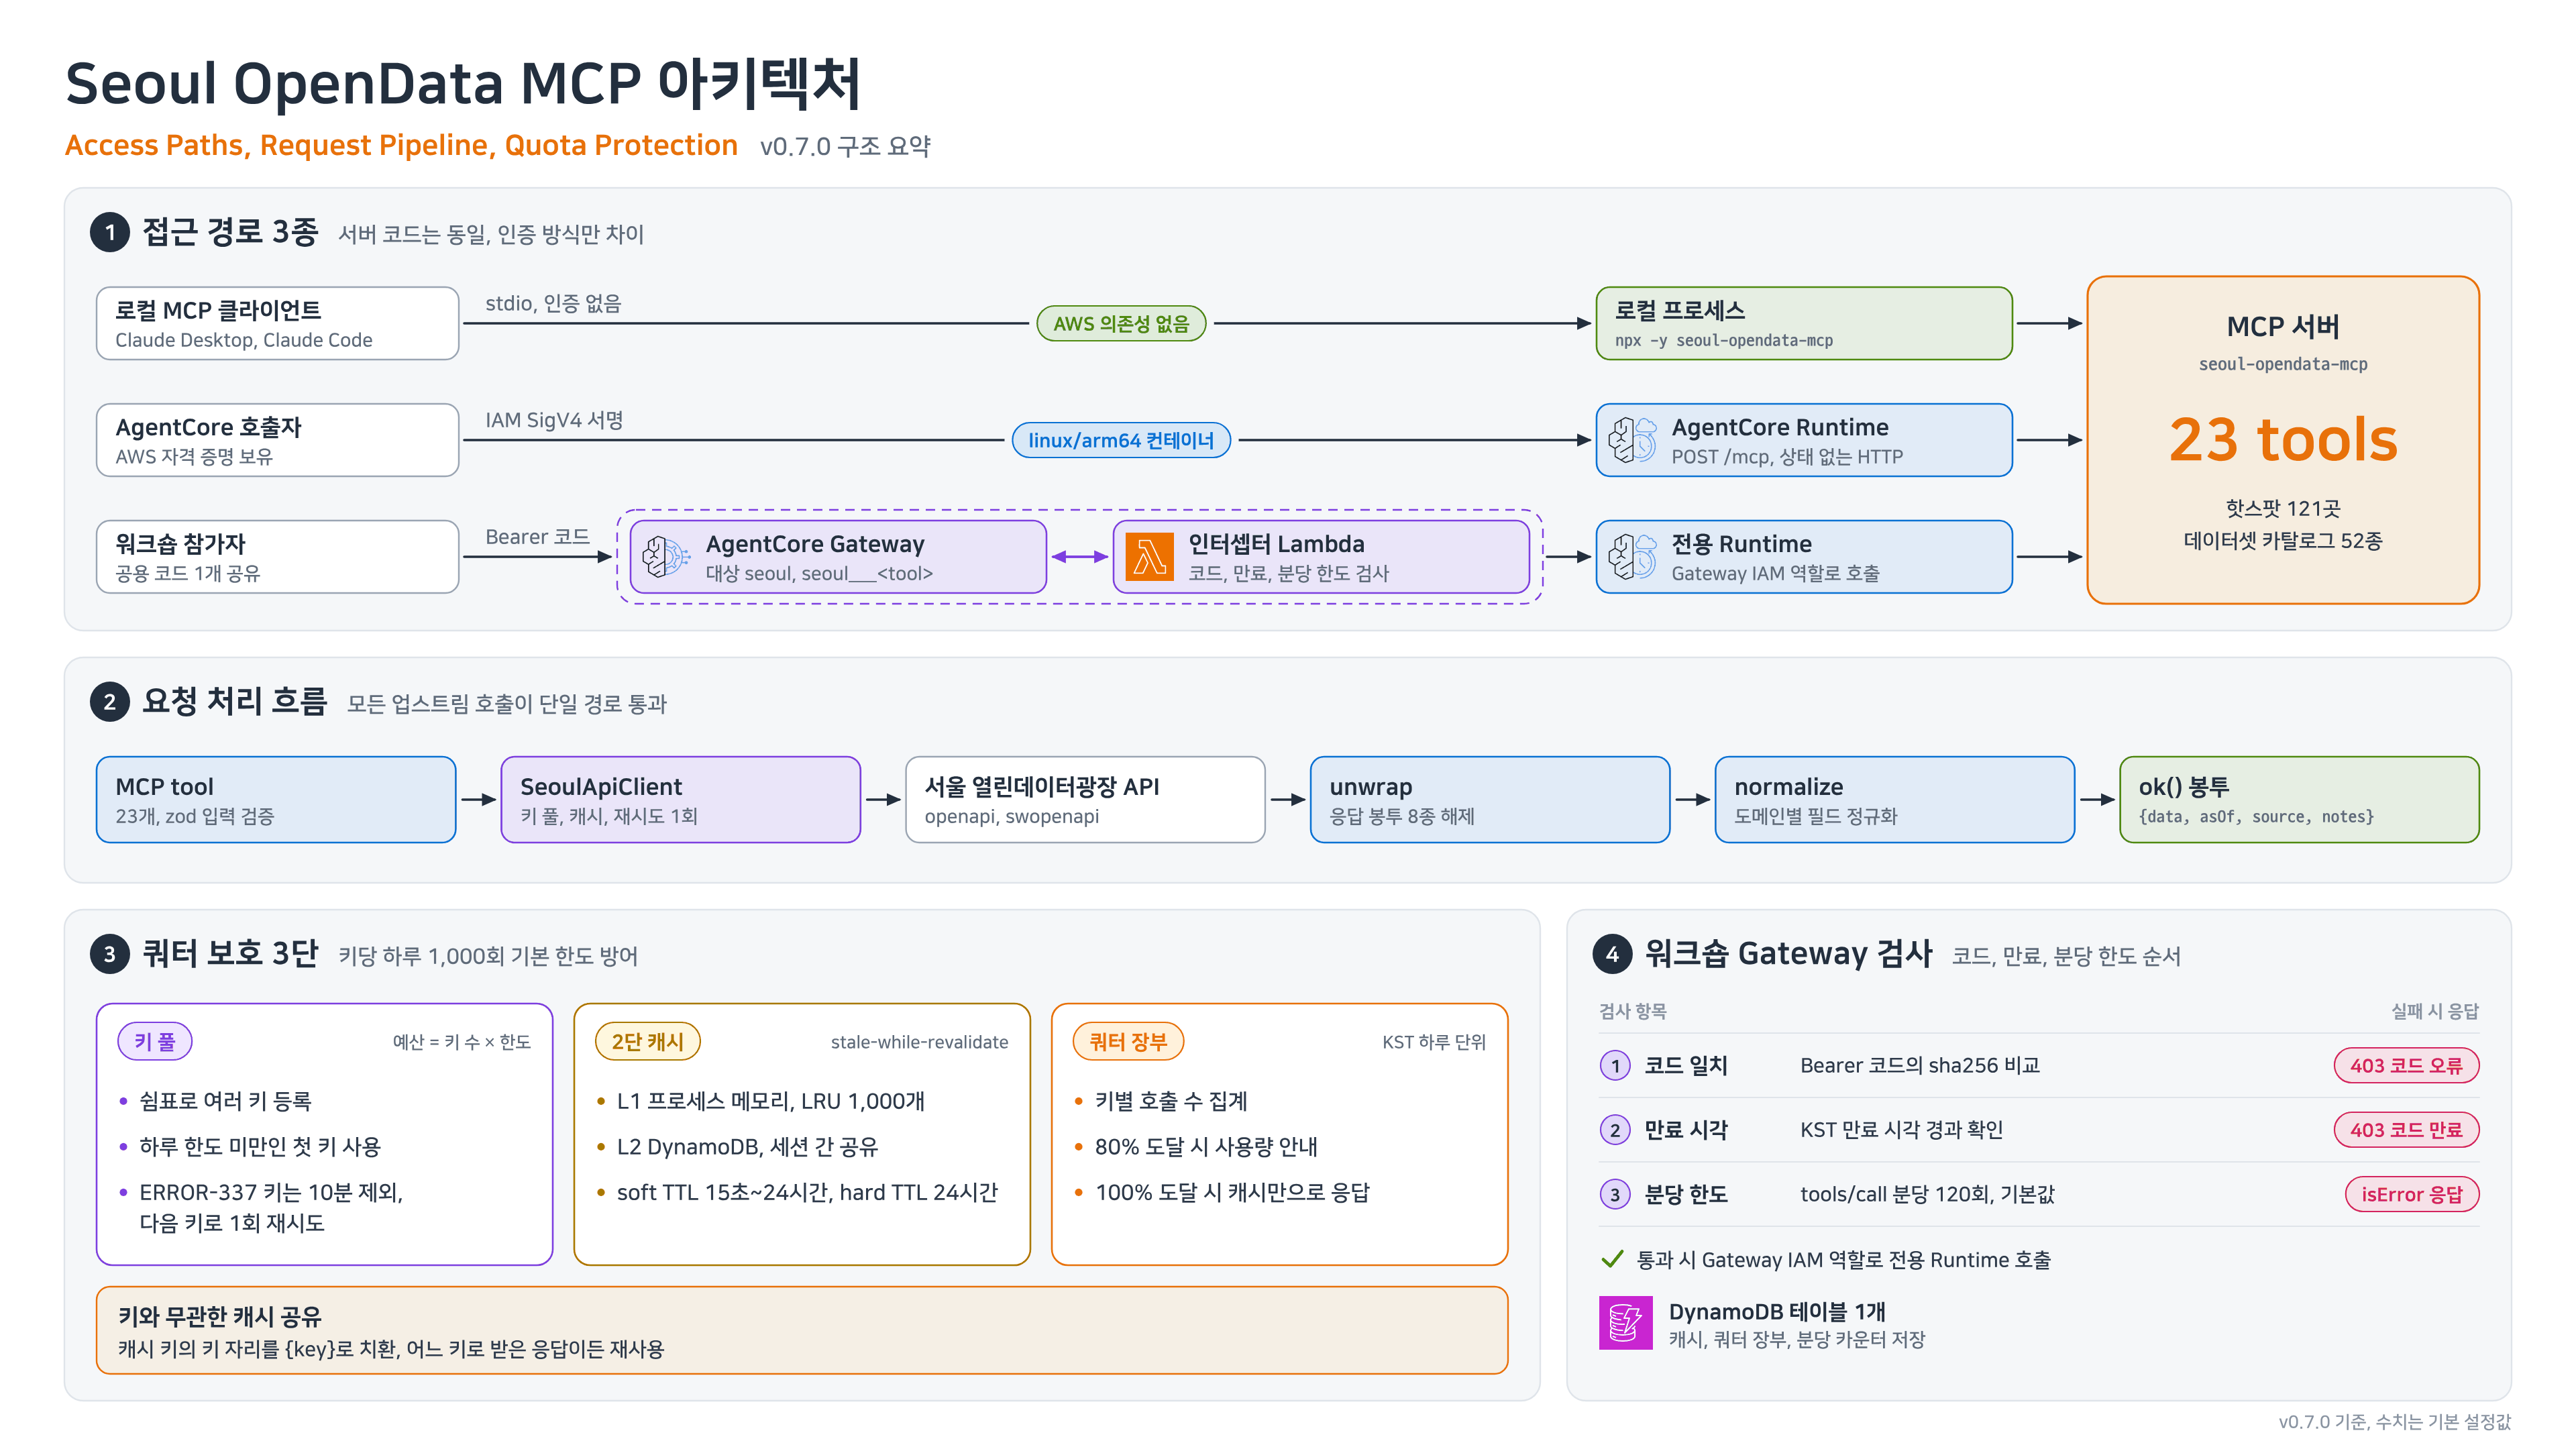 Seoul OpenData MCP 아키텍처
Access Paths, Request Pipeline, Quota Protection v0.7.0 구조 요약
1 접근 경로 3종 서버 코드는 동일, 인증 방식만 차이
로컬 MCP 클라이언트
Claude Desktop, Claude Code
stdio, 인증 없음
AWS 의존성 없음
로컬 프로세스
npx -y seoul-opendata-mcp
AgentCore 호출자
AWS 자격 증명 보유
IAM SigV4 서명
linux/arm64 컨테이너
AgentCore Runtime
POST /mcp, 상태 없는 HTTP
워크숍 참가자
공용 코드 1개 공유
Bearer 코드
AgentCore Gateway
대상 seoul, seoul___<tool>
인터셉터 Lambda
코드, 만료, 분당 한도 검사
전용 Runtime
Gateway IAM 역할로 호출
MCP 서버
seoul-opendata-mcp
23 tools
핫스팟 121곳
데이터셋 카탈로그 52종
2 요청 처리 흐름 모든 업스트림 호출이 단일 경로 통과
MCP tool
23개, zod 입력 검증
SeoulApiClient
키 풀, 캐시, 재시도 1회
서울 열린데이터광장 API
openapi, swopenapi
unwrap
응답 봉투 8종 해제
normalize
도메인별 필드 정규화
ok() 봉투
{data, asOf, source, notes}
3 쿼터 보호 3단 키당 하루 1,000회 기본 한도 방어
키 풀 예산 = 키 수 × 한도
• 쉼표로 여러 키 등록
• 하루 한도 미만인 첫 키 사용
• ERROR-337 키는 10분 제외,
다음 키로 1회 재시도
2단 캐시 stale-while-revalidate
• L1 프로세스 메모리, LRU 1,000개
• L2 DynamoDB, 세션 간 공유
• soft TTL 15초~24시간, hard TTL 24시간
쿼터 장부 KST 하루 단위
• 키별 호출 수 집계
• 80% 도달 시 사용량 안내
• 100% 도달 시 캐시만으로 응답
키와 무관한 캐시 공유
캐시 키의 키 자리를 {key}로 치환, 어느 키로 받은 응답이든 재사용
4 워크숍 Gateway 검사 코드, 만료, 분당 한도 순서
검사 항목 실패 시 응답
1 코드 일치 Bearer 코드의 sha256 비교 403 코드 오류
2 만료 시각 KST 만료 시각 경과 확인 403 코드 만료
3 분당 한도 tools/call 분당 120회, 기본값 isError 응답
✓ 통과 시 Gateway IAM 역할로 전용 Runtime 호출
DynamoDB 테이블 1개
캐시, 쿼터 장부, 분당 카운터 저장
v0.7.0 기준, 수치는 기본 설정값